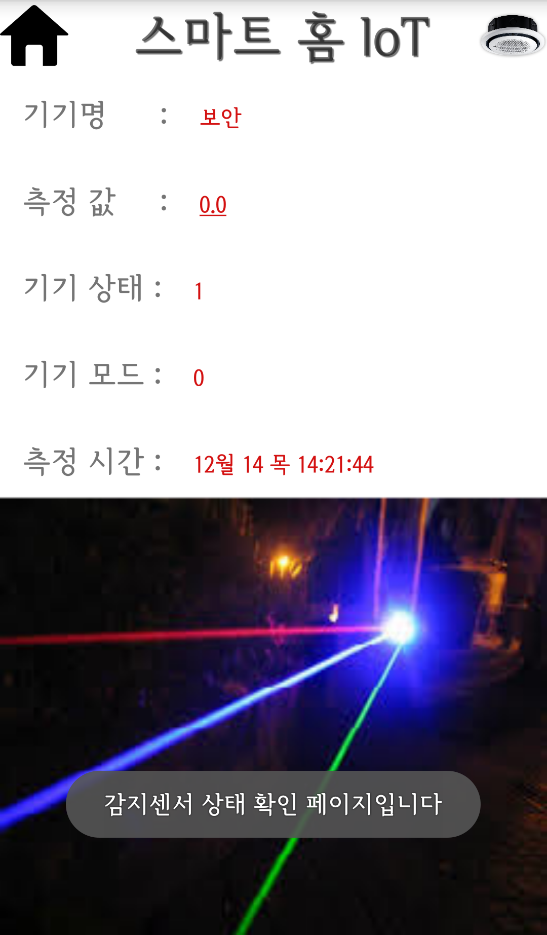 스마트 홈 IoT
기기명 : 보안
측정 값 : 0.0
기기 상태 : 1
기기 모드 : 0
측정 시간 : 12월 14 목 14:21:44
감지센서 상태 확인 페이지입니다